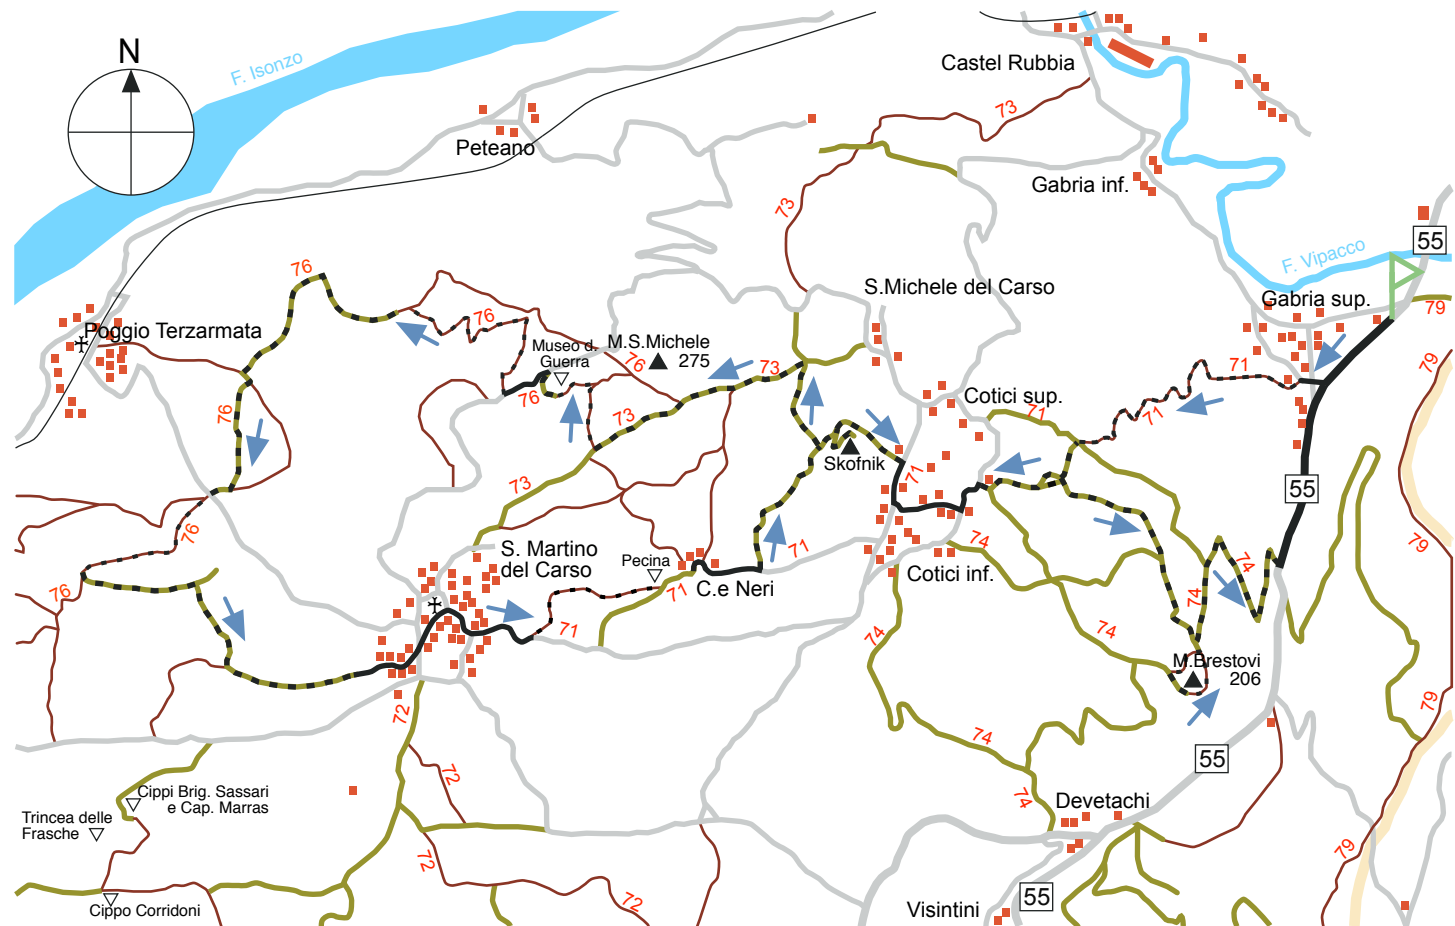 N
F. Isonzo
Castel Rubbia
73
Peteano
Gabria inf.
73
55
F. Vipacco
76
S.Michele del Carso
Gabria sup.
79
Poggio Terzarmata
76
Museo d.
Guerra
M.S.Michele
275
76
73
71
79
76
73
Cotici sup.
71
71
76
Skofnik
71
73
55
76
S. Martino
del Carso
Pecina
71
74
79
Cotici inf.
74
76
71
C.e Neri
74
71
74
74
M.Brestovi
206
72
79
74
55
72
Cippi Brig. Sassari
e Cap. Marras
Trincea delle
Frasche
74
Devetachi
79
72
72
55
Cippo Corridoni
Visintini